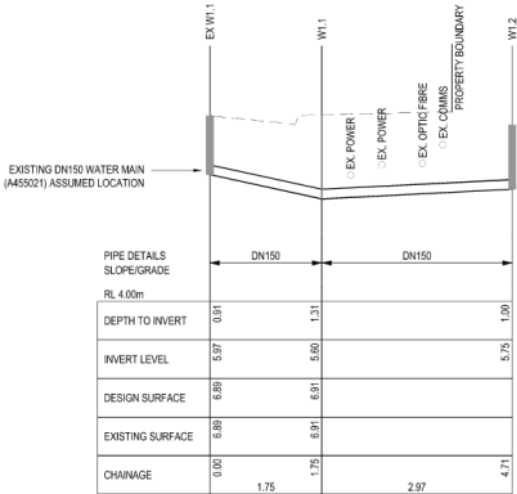 EX W1.1
W1.1
W1.2
PROPERTY BOUNDARY
EX. POWER
EX. POWER
EX. OPTIC FIBRE
EX. COMMS
EXISTING DN150 WATER MAIN
(A455021) ASSUMED LOCATION
PIPE DETAILS DN150 DN150
SLOPE/GRADE
RL 4.00m
DEPTH TO INVERT 0.91 1.31 1.00
INVERT LEVEL 5.97 5.60 5.75
DESIGN SURFACE 6.89 6.91
EXISTING SURFACE 6.89 6.91
CHAINAGE 0.00 1.75 4.71
1.75 2.97